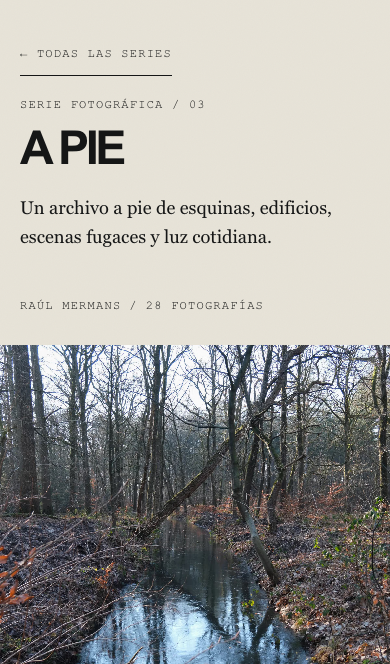 ← TODAS LAS SERIES
SERIE FOTOGRÁFICA / 03
A PIE
Un archivo a pie de esquinas, edificios,
escenas fugaces y luz cotidiana.
RAÚL MERMANS / 28 FOTOGRAFÍAS